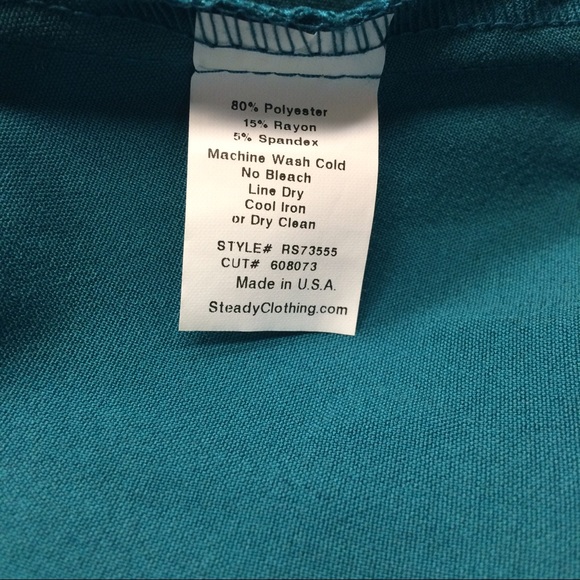 80% Polyester
15% Rayon
5% Spandex
Machine Wash Cold
No Bleach
Line Dry
Cool Iron
or Dry Clean
STYLE# RS73555
CUT# 608073
Made in U.S.A.
SteadyClothing.com